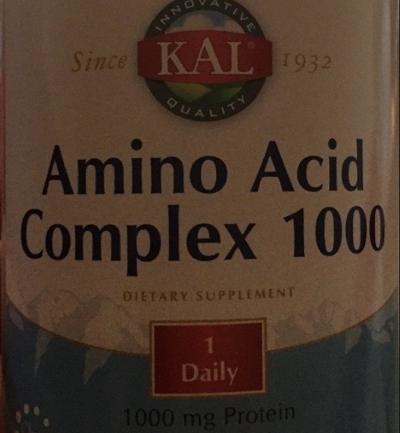 INNOVATIVE
Since KAL® 1932
QUALITY
Amino Acid
Complex 1000
DIETARY SUPPLEMENT
1
Daily
1000 mg Protein